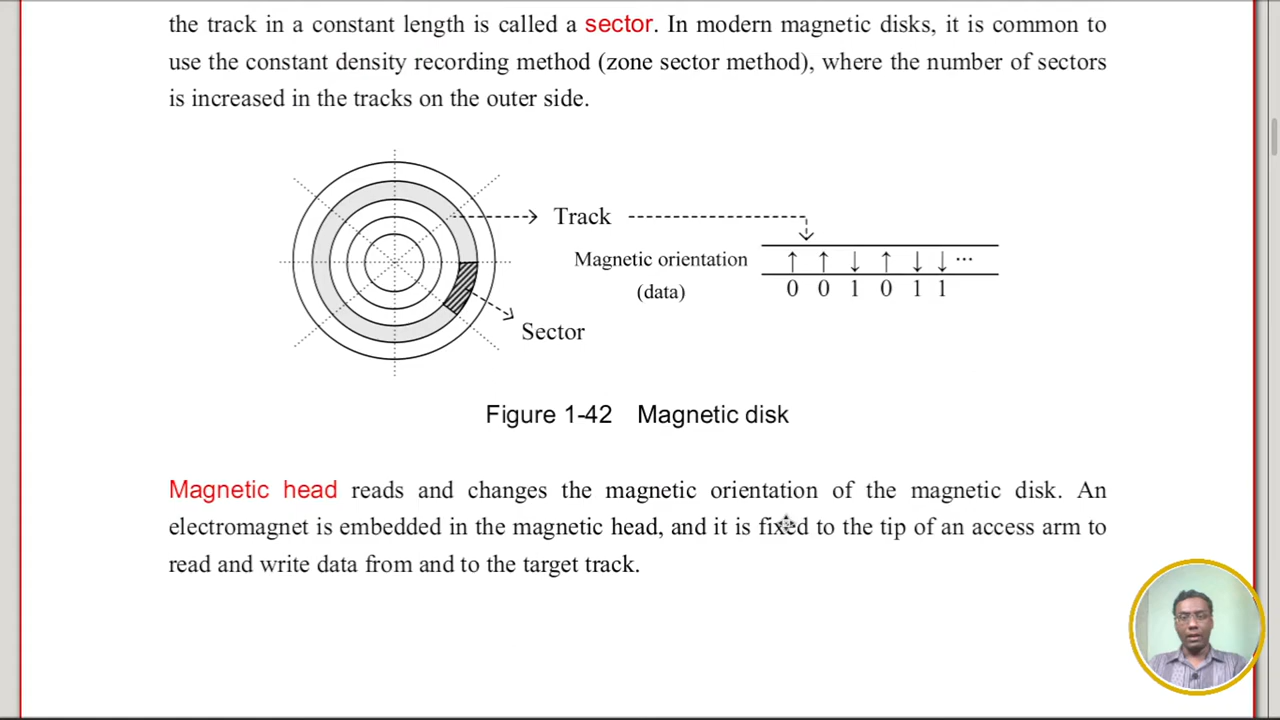 the track in a constant length is called a sector. In modern magnetic disks, it is common to
use the constant density recording method (zone sector method), where the number of sectors
is increased in the tracks on the outer side.
Track
Magnetic orientation
(data)
↑ ↑ ↓ ↑ ↓ ↓ ···
0 0 1 0 1 1
Sector
Figure 1-42 Magnetic disk
Magnetic head reads and changes the magnetic orientation of the magnetic disk. An
electromagnet is embedded in the magnetic head, and it is fixed to the tip of an access arm to
read and write data from and to the target track.